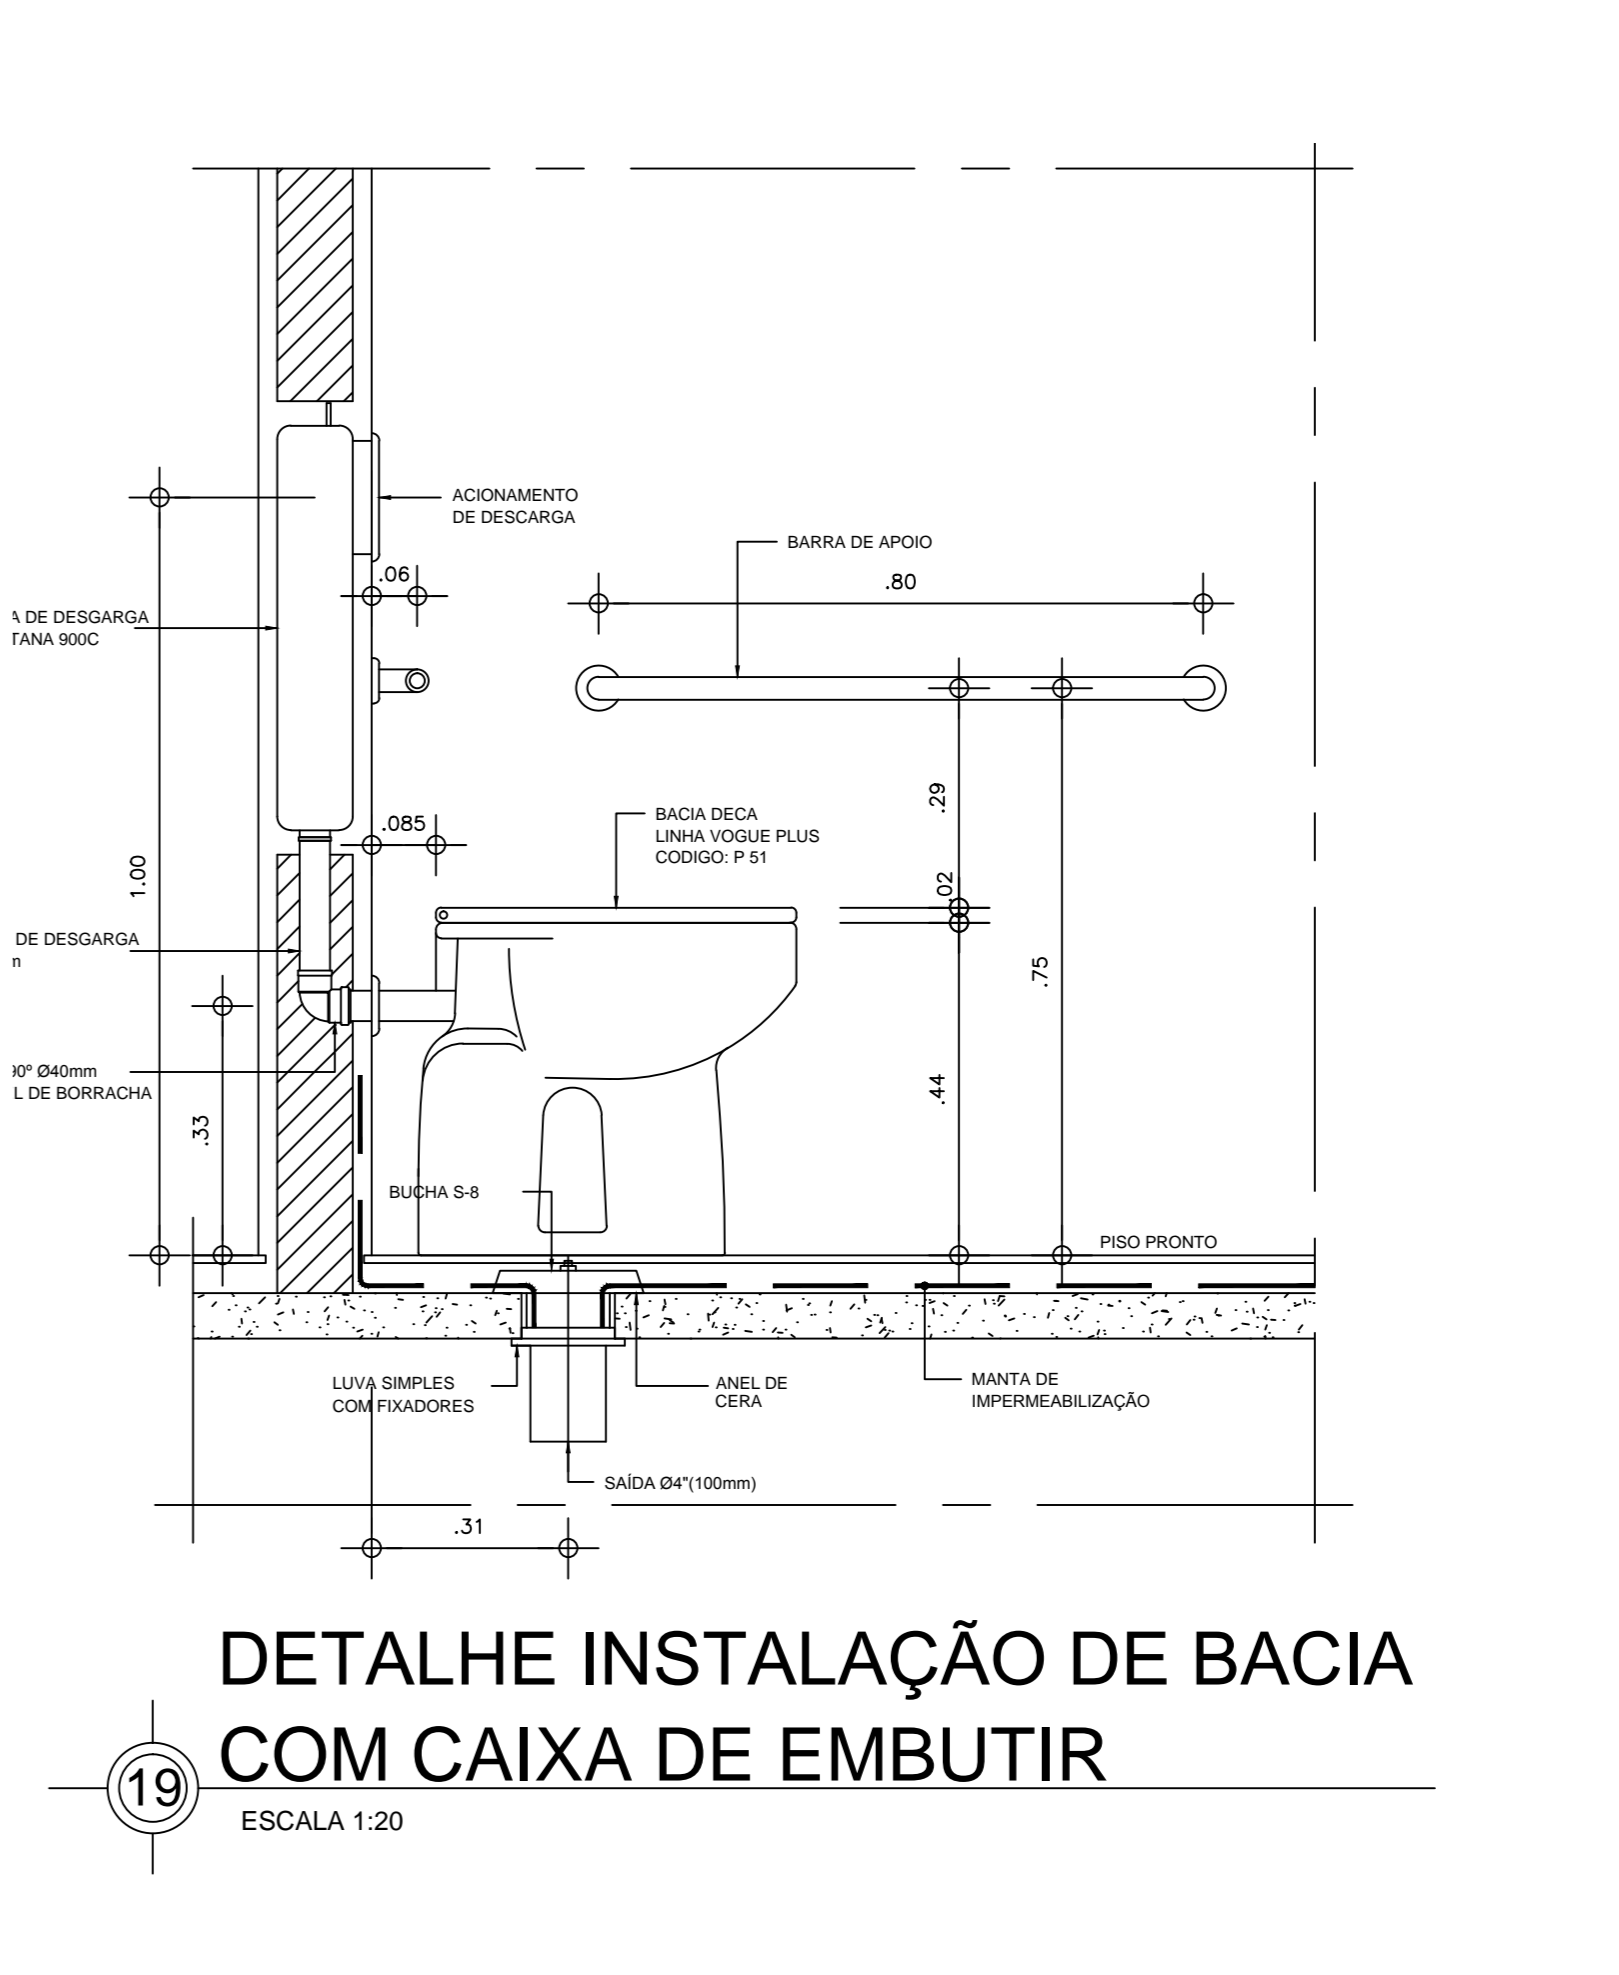 ACIONAMENTO
DE DESCARGA
BARRA DE APOIO
.06
.80
A DE DESGARGA
TANA 900C
.29
.085
BACIA DECA
LINHA VOGUE PLUS
CODIGO: P 51
1.00
.02
DE DESGARGA
m
.75
90º Ø40mm
L DE BORRACHA
.44
.33
BUCHA S-8
PISO PRONTO
LUVA SIMPLES
COM FIXADORES
ANEL DE
CERA
MANTA DE
IMPERMEABILIZAÇÃO
SAÍDA Ø4"(100mm)
.31
DETALHE INSTALAÇÃO DE BACIA
COM CAIXA DE EMBUTIR
19
ESCALA 1:20